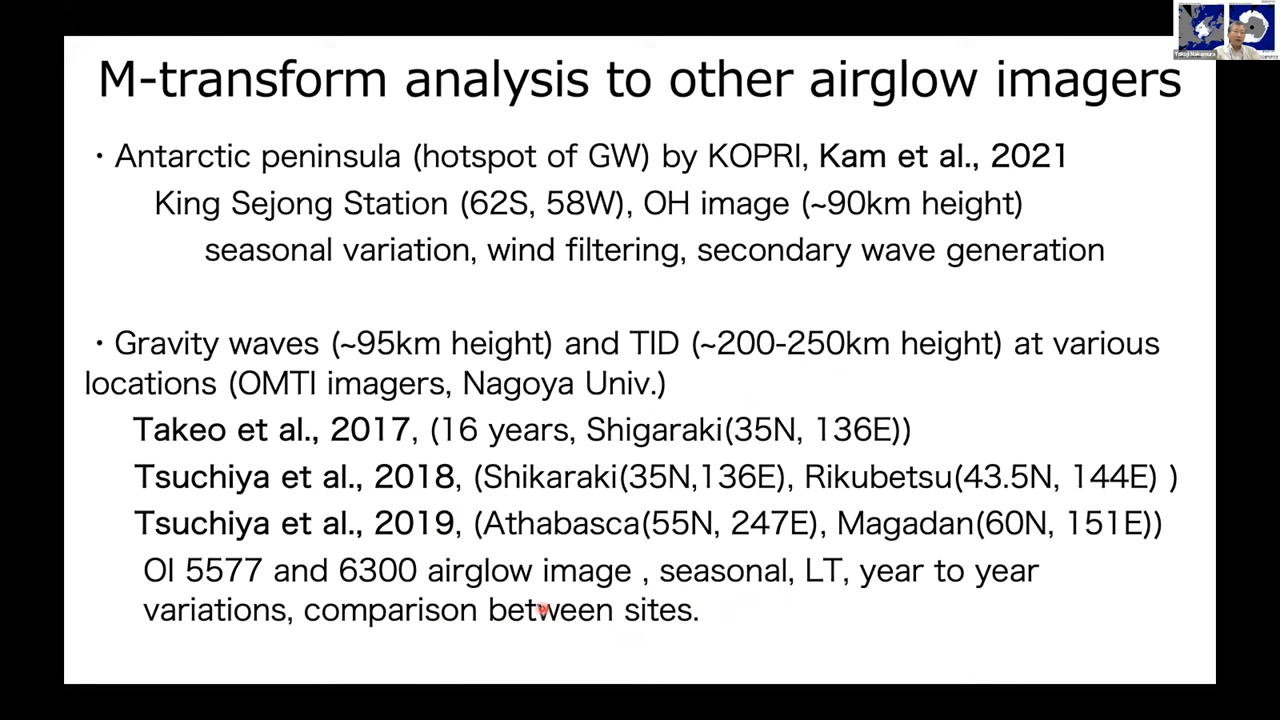 M-transform analysis to other airglow imagers
・Antarctic peninsula (hotspot of GW) by KOPRI, Kam et al., 2021
King Sejong Station (62S, 58W), OH image (~90km height)
seasonal variation, wind filtering, secondary wave generation
・Gravity waves (~95km height) and TID (~200-250km height) at various
locations (OMTI imagers, Nagoya Univ.)
Takeo et al., 2017, (16 years, Shigaraki(35N, 136E))
Tsuchiya et al., 2018, (Shikaraki(35N,136E), Rikubetsu(43.5N, 144E) )
Tsuchiya et al., 2019, (Athabasca(55N, 247E), Magadan(60N, 151E))
OI 5577 and 6300 airglow image , seasonal, LT, year to year
variations, comparison between sites.